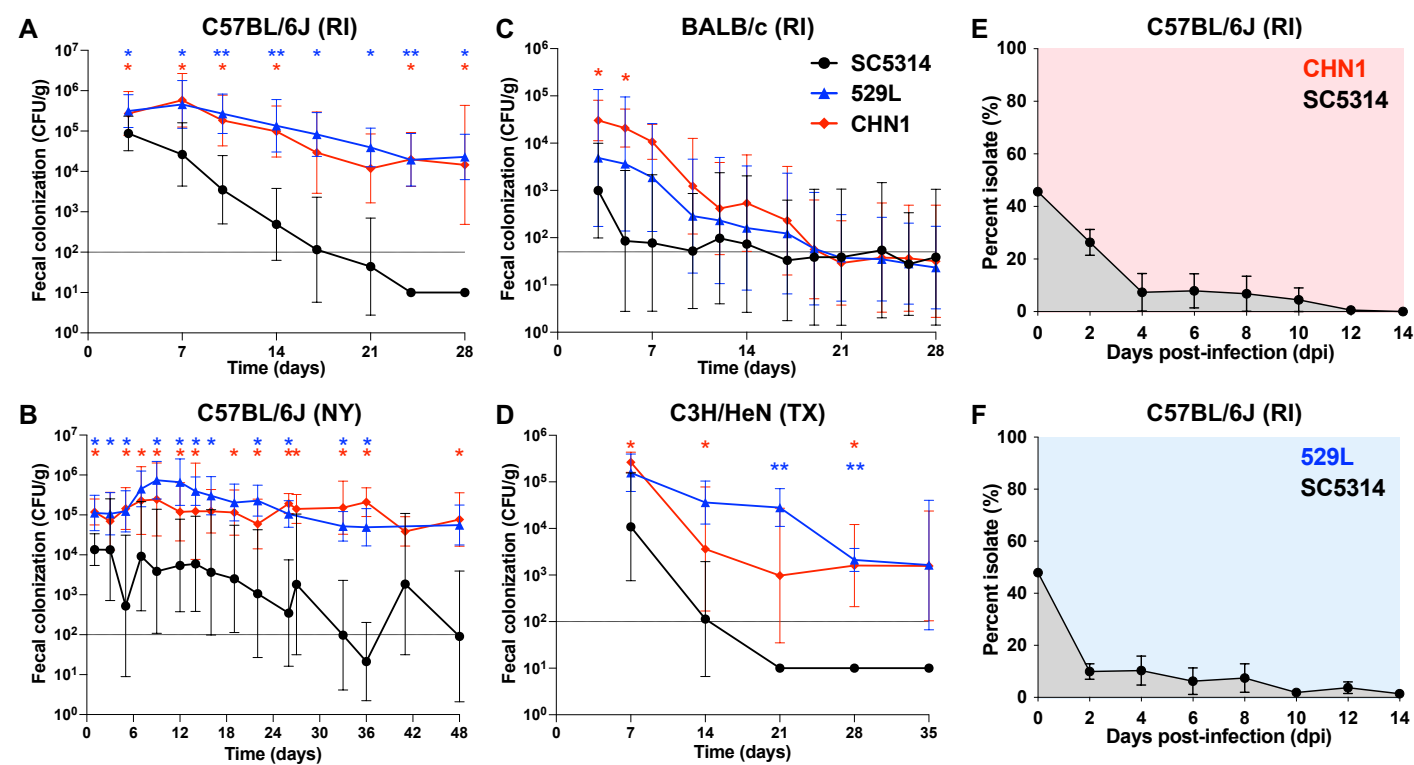 A
C57BL/6J (RI)
Fecal colonization (CFU/g)
10⁷
10⁶
10⁵
10⁴
10³
10²
10¹
10⁰
* * ** ** * * ** *
* * * * * *
0 7 14 21 28
Time (days)
C
BALB/c (RI)
Fecal colonization (CFU/g)
10⁶
10⁵
10⁴
10³
10²
10¹
10⁰
* *
SC5314
529L
CHN1
0 7 14 21 28
Time (days)
E
C57BL/6J (RI)
Percent isolate (%)
100
80
60
40
20
0
CHN1
SC5314
0 2 4 6 8 10 12 14
Days post-infection (dpi)
B
C57BL/6J (NY)
Fecal colonization (CFU/g)
10⁷
10⁶
10⁵
10⁴
10³
10²
10¹
10⁰
* * * * * * * * * * *
* * * * * * * * ** * * *
0 6 12 18 24 30 36 42 48
Time (days)
D
C3H/HeN (TX)
Fecal colonization (CFU/g)
10⁶
10⁵
10⁴
10³
10²
10¹
10⁰
* * *
** **
0 7 14 21 28 35
Time (days)
F
C57BL/6J (RI)
Percent isolate (%)
100
80
60
40
20
0
529L
SC5314
0 2 4 6 8 10 12 14
Days post-infection (dpi)